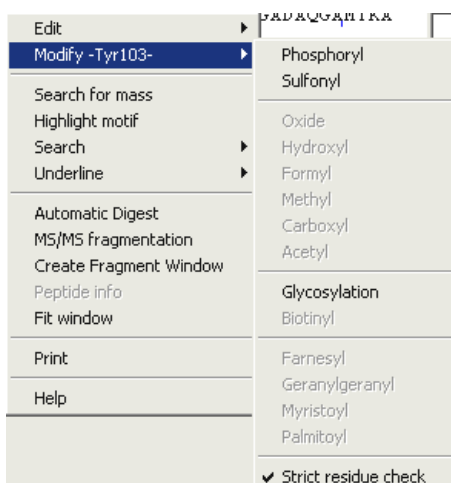 GADAQGAMTKA
Edit
Modify -Tyr103-
Search for mass
Highlight motif
Search
Underline
Automatic Digest
MS/MS fragmentation
Create Fragment Window
Peptide info
Fit window
Print
Help
Phosphoryl
Sulfonyl
Oxide
Hydroxyl
Formyl
Methyl
Carboxyl
Acetyl
Glycosylation
Biotinyl
Farnesyl
Geranylgeranyl
Myristoyl
Palmitoyl
Strict residue check